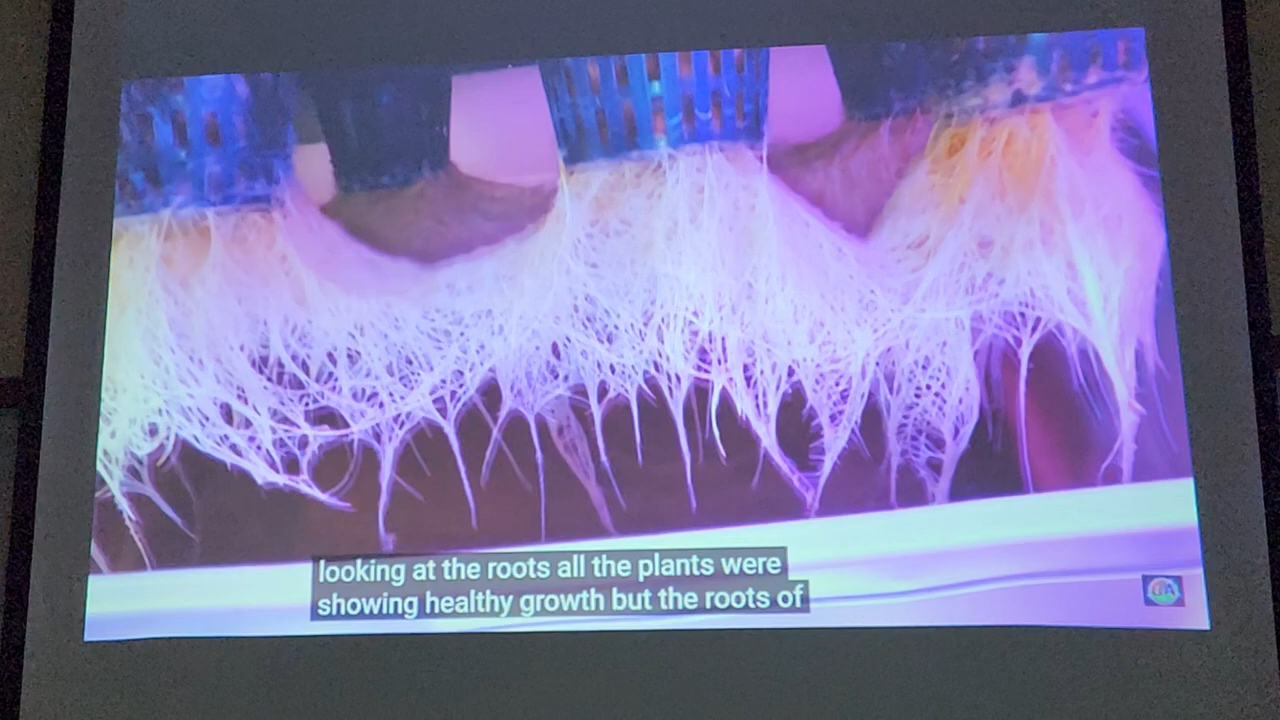 looking at the roots all the plants were
showing healthy growth but the roots of